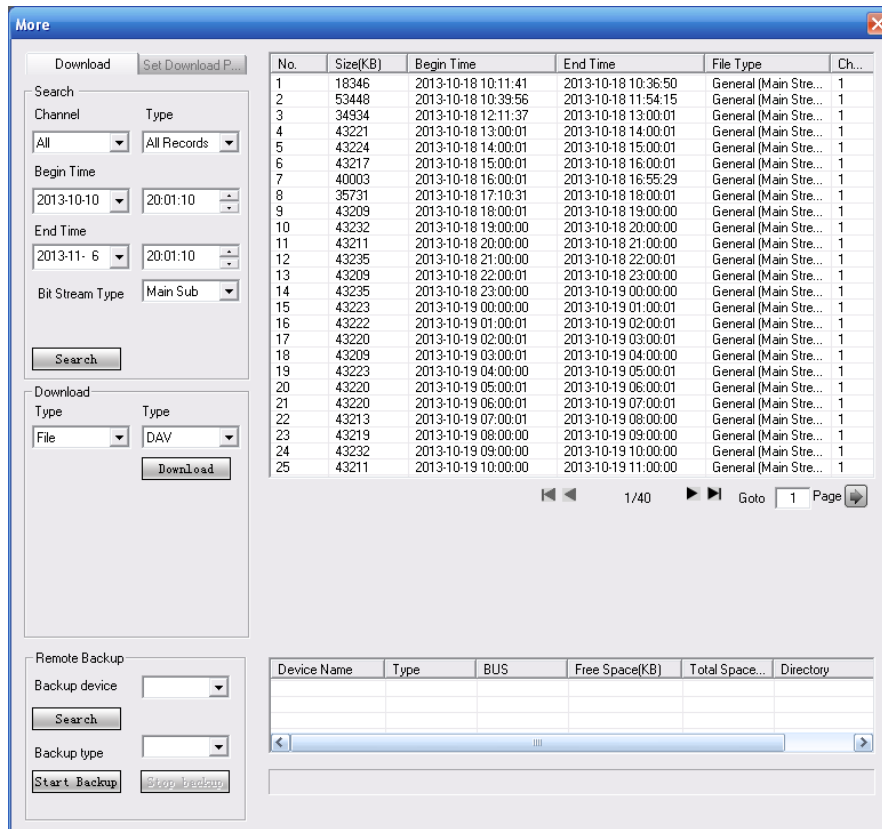 More
Download Set Download P...
Search
Channel Type
All All Records
Begin Time
2013-10-10 20:01:10
End Time
2013-11- 6 20:01:10
Bit Stream Type Main Sub
Search
Download
Type Type
File DAV
Download
Remote Backup
Backup device
Search
Backup type
Start Backup Stop backup
No. Size(KB) Begin Time End Time File Type Ch...
1 18346 2013-10-18 10:11:41 2013-10-18 10:36:50 General (Main Stre... 1
2 53448 2013-10-18 10:39:56 2013-10-18 11:54:15 General (Main Stre... 1
3 34934 2013-10-18 12:11:37 2013-10-18 13:00:01 General (Main Stre... 1
4 43221 2013-10-18 13:00:01 2013-10-18 14:00:01 General (Main Stre... 1
5 43224 2013-10-18 14:00:01 2013-10-18 15:00:01 General (Main Stre... 1
6 43217 2013-10-18 15:00:01 2013-10-18 16:00:01 General (Main Stre... 1
7 40003 2013-10-18 16:00:01 2013-10-18 16:55:29 General (Main Stre... 1
8 35731 2013-10-18 17:10:31 2013-10-18 18:00:01 General (Main Stre... 1
9 43209 2013-10-18 18:00:01 2013-10-18 19:00:00 General (Main Stre... 1
10 43232 2013-10-18 19:00:00 2013-10-18 20:00:00 General (Main Stre... 1
11 43211 2013-10-18 20:00:00 2013-10-18 21:00:00 General (Main Stre... 1
12 43235 2013-10-18 21:00:00 2013-10-18 22:00:01 General (Main Stre... 1
13 43209 2013-10-18 22:00:01 2013-10-18 23:00:00 General (Main Stre... 1
14 43235 2013-10-18 23:00:00 2013-10-19 00:00:00 General (Main Stre... 1
15 43223 2013-10-19 00:00:00 2013-10-19 01:00:01 General (Main Stre... 1
16 43222 2013-10-19 01:00:01 2013-10-19 02:00:01 General (Main Stre... 1
17 43220 2013-10-19 02:00:01 2013-10-19 03:00:01 General (Main Stre... 1
18 43209 2013-10-19 03:00:01 2013-10-19 04:00:00 General (Main Stre... 1
19 43223 2013-10-19 04:00:00 2013-10-19 05:00:01 General (Main Stre... 1
20 43220 2013-10-19 05:00:01 2013-10-19 06:00:01 General (Main Stre... 1
21 43220 2013-10-19 06:00:01 2013-10-19 07:00:01 General (Main Stre... 1
22 43213 2013-10-19 07:00:01 2013-10-19 08:00:00 General (Main Stre... 1
23 43219 2013-10-19 08:00:00 2013-10-19 09:00:00 General (Main Stre... 1
24 43232 2013-10-19 09:00:00 2013-10-19 10:00:00 General (Main Stre... 1
25 43211 2013-10-19 10:00:00 2013-10-19 11:00:00 General (Main Stre... 1
1/40 Goto 1 Page
Device Name Type BUS Free Space(KB) Total Space... Directory